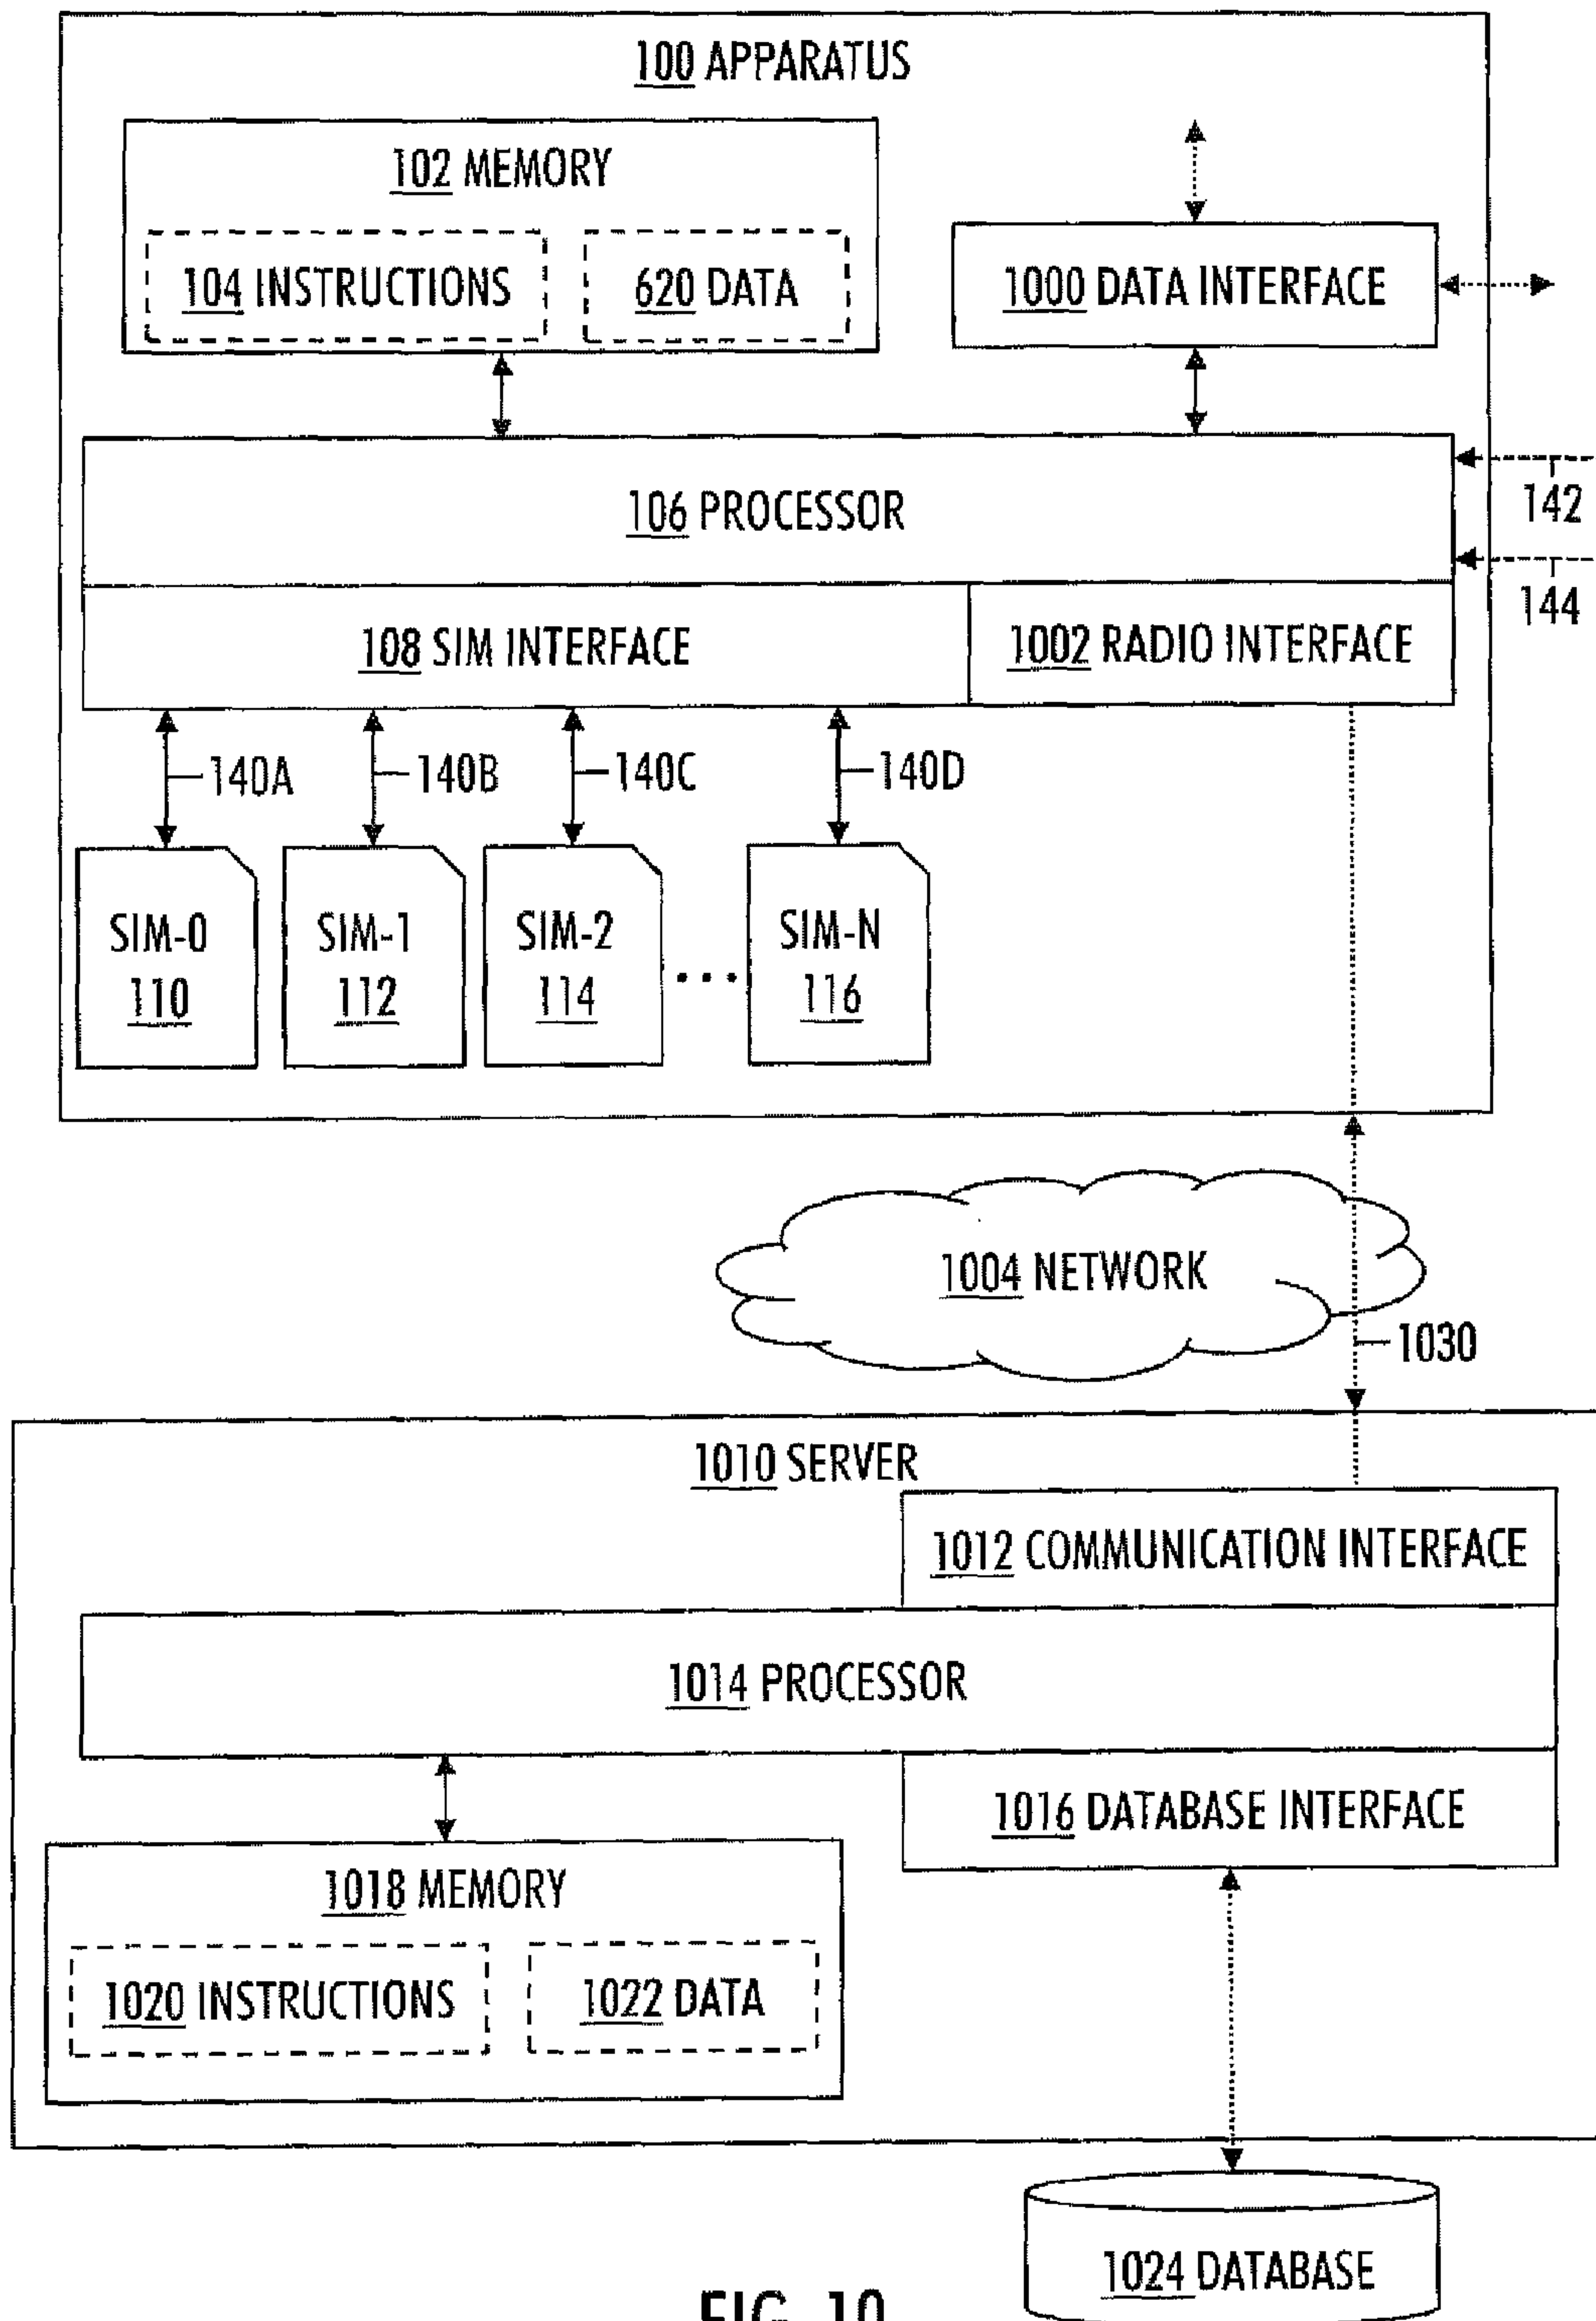 100 APPARATUS
102 MEMORY
104 INSTRUCTIONS
620 DATA
1000 DATA INTERFACE
106 PROCESSOR
142
144
108 SIM INTERFACE
1002 RADIO INTERFACE
140A
140B
140C
140D
SIM-0
110
SIM-1
112
SIM-2
114
...
SIM-N
116
1004 NETWORK
1030
1010 SERVER
1012 COMMUNICATION INTERFACE
1014 PROCESSOR
1016 DATABASE INTERFACE
1018 MEMORY
1020 INSTRUCTIONS
1022 DATA
1024 DATABASE
FIG. 10